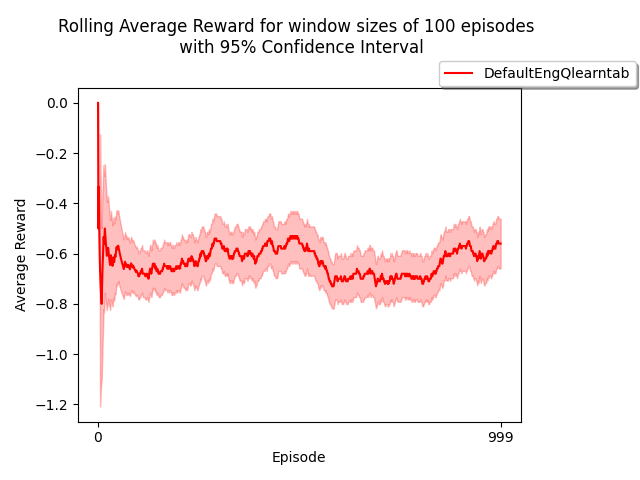 Rolling Average Reward for window sizes of 100 episodes
with 95% Confidence Interval
DefaultEngQlearntab
0.0
−0.2
−0.4
−0.6
−0.8
−1.0
−1.2
Average Reward
0
999
Episode